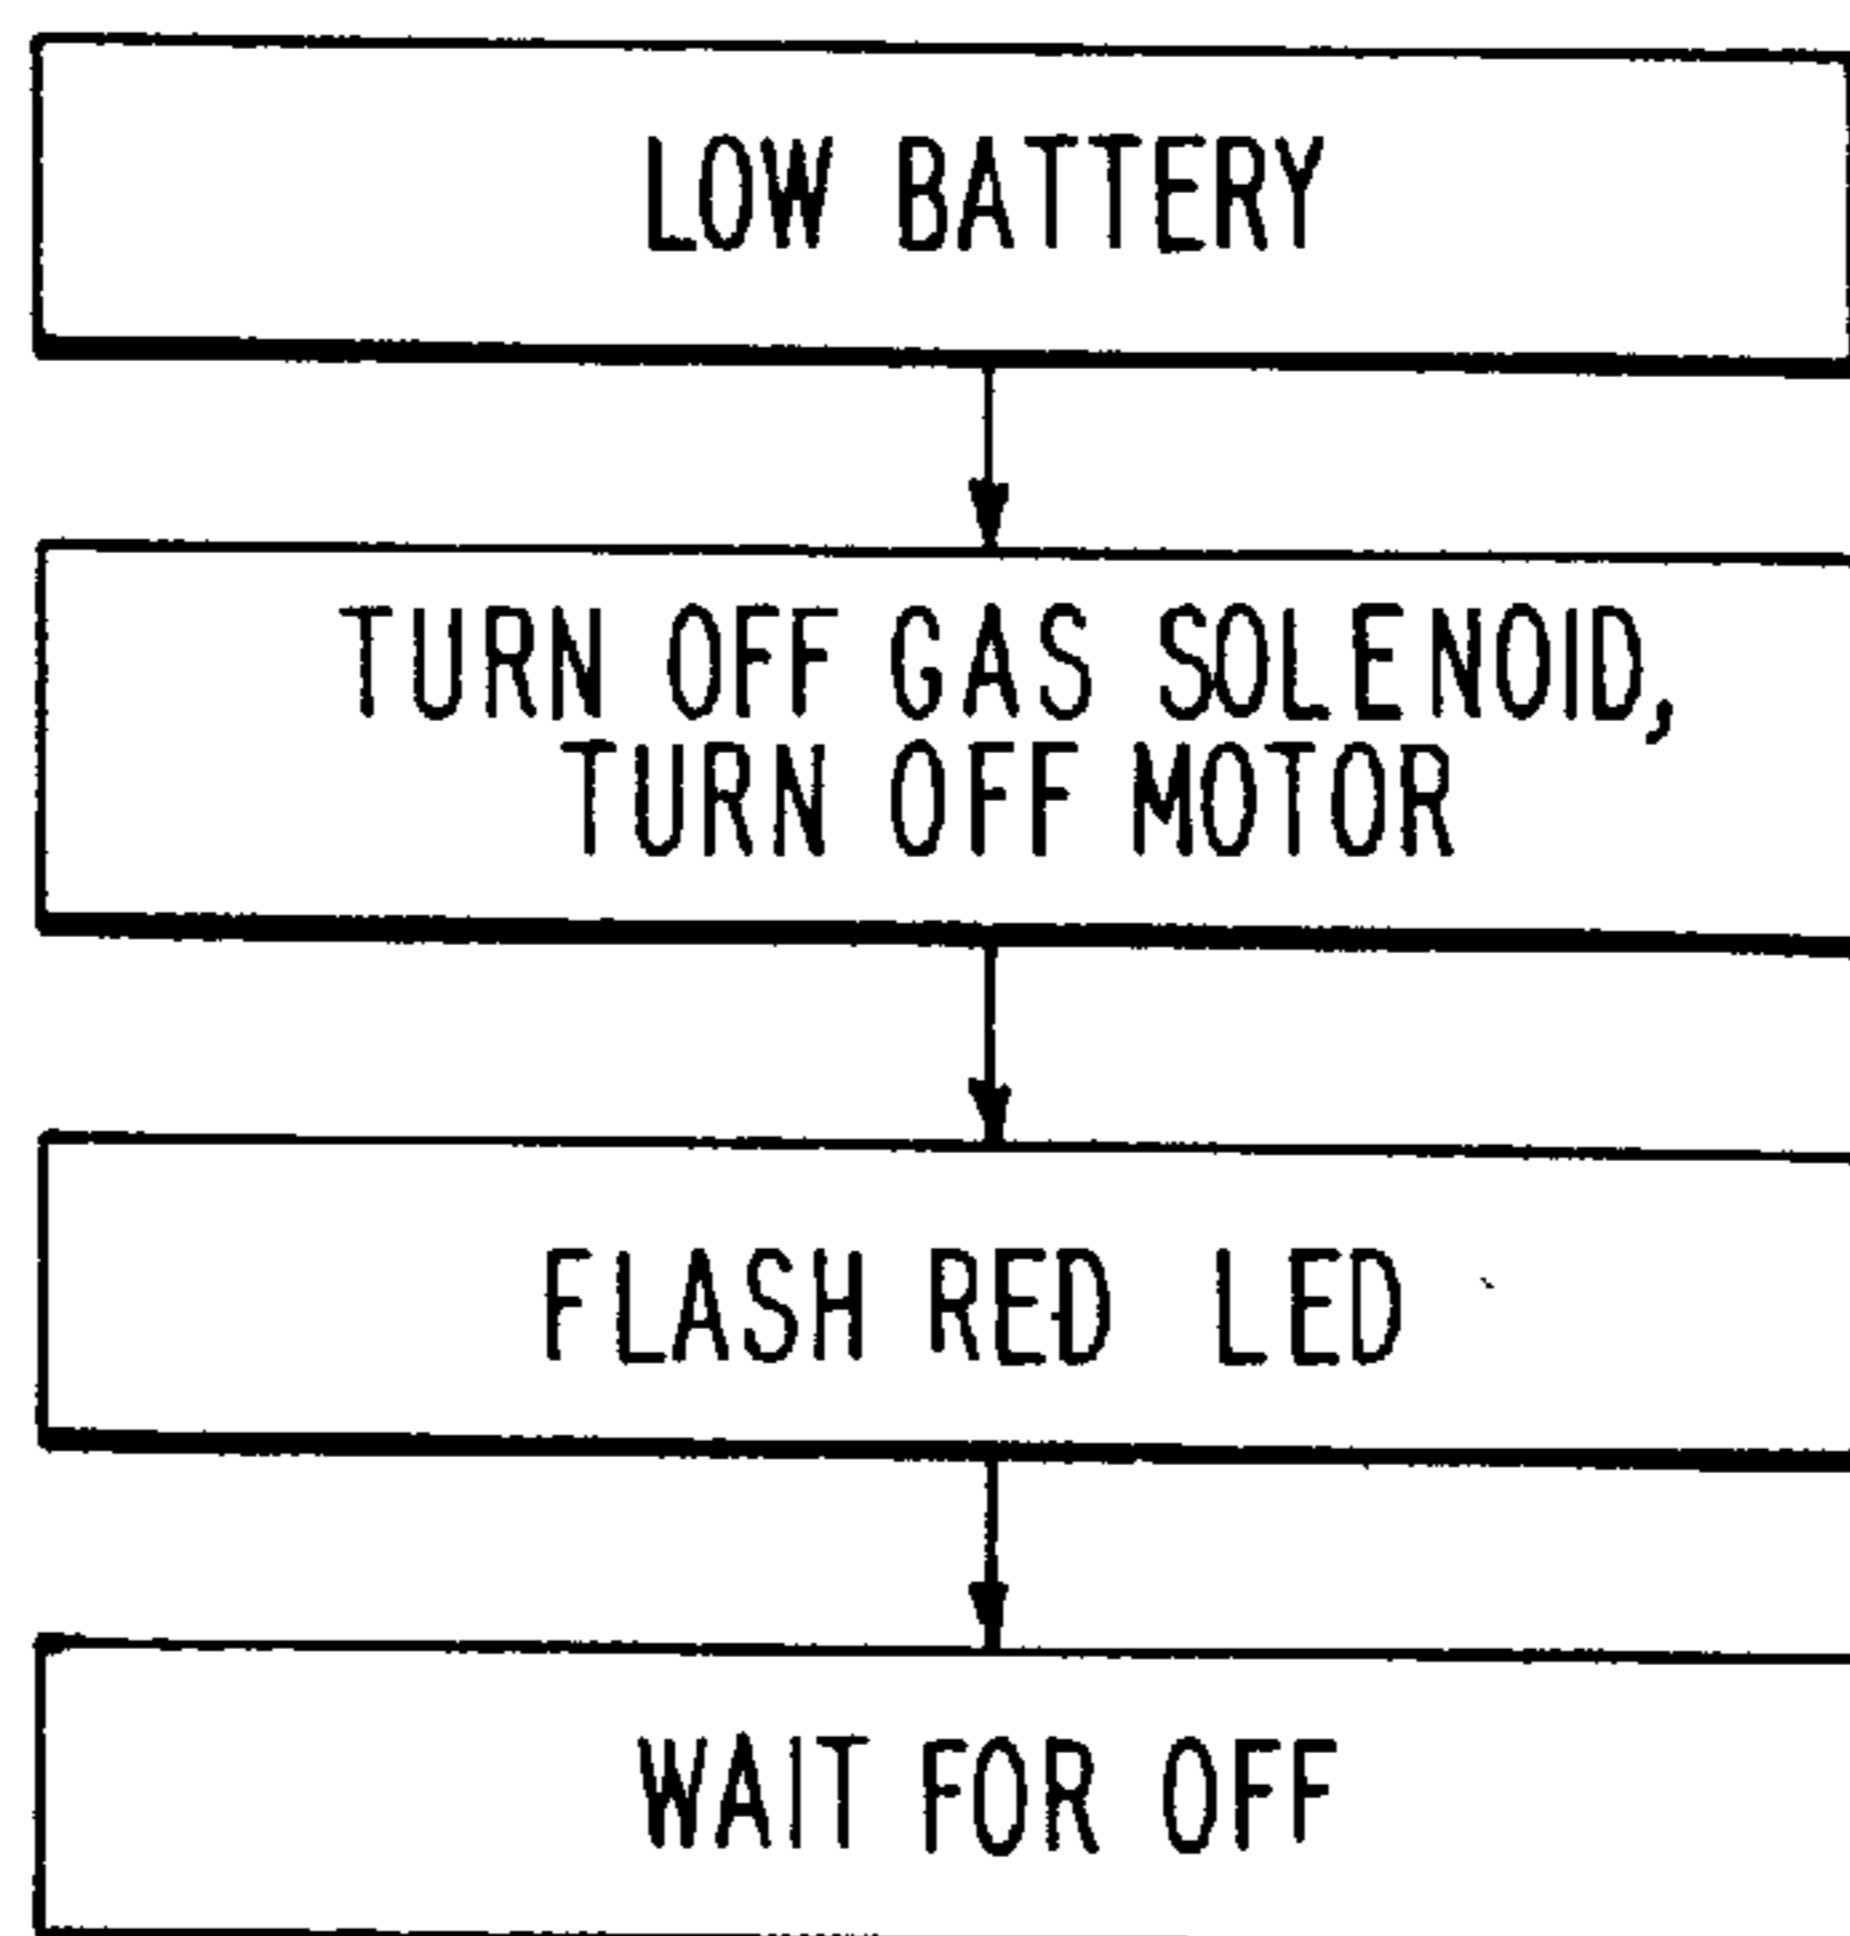 LOW BATTERY
TURN OFF GAS SOLENOID,
TURN OFF MOTOR
FLASH RED LED
WAIT FOR OFF